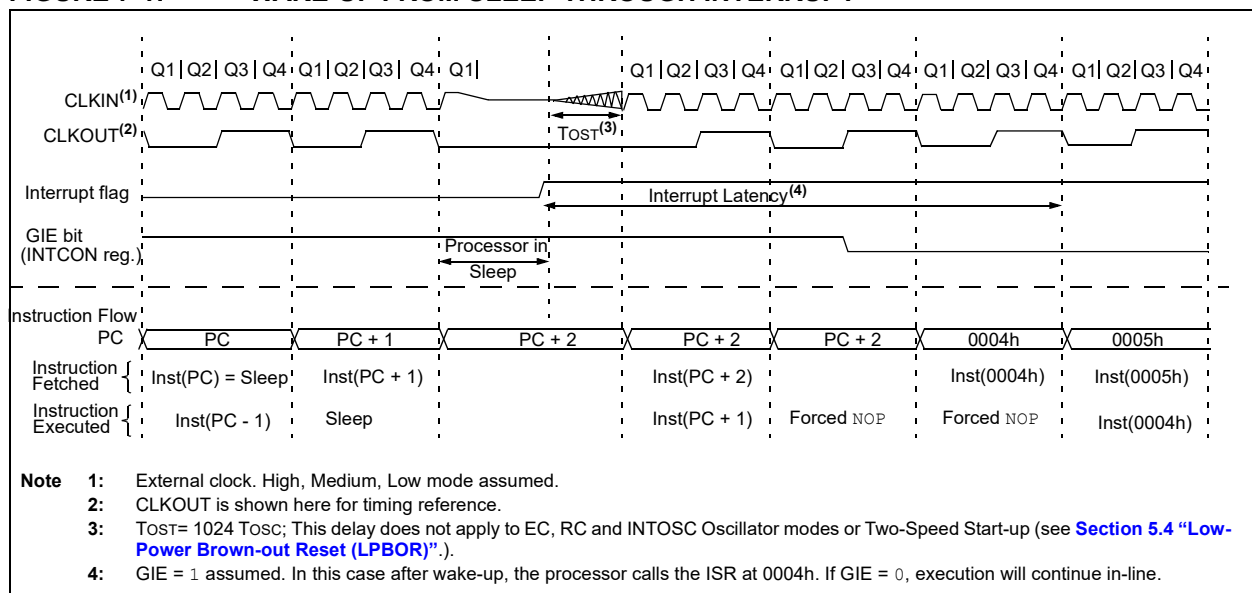 FIGURE 7-1: WAKE-UP FROM SLEEP THROUGH INTERRUPT
Q1| Q2| Q3| Q4 Q1| Q2| Q3| Q4 Q1| Q1| Q2| Q3| Q4 Q1| Q2| Q3| Q4 Q1| Q2| Q3| Q4 Q1| Q2| Q3| Q4
CLKIN(1)
CLKOUT(2)
TOST(3)
Interrupt flag
Interrupt Latency(4)
GIE bit
(INTCON reg.)
Processor in
Sleep
nstruction Flow
PC PC PC + 1 PC + 2 PC + 2 PC + 2 0004h 0005h
Instruction
Fetched { Inst(PC) = Sleep Inst(PC + 1) Inst(PC + 2) Inst(0004h) Inst(0005h)
Instruction
Executed { Inst(PC - 1) Sleep Inst(PC + 1) Forced NOP Forced NOP Inst(0004h)
Note 1: External clock. High, Medium, Low mode assumed.
2: CLKOUT is shown here for timing reference.
3: TOST= 1024 TOSC; This delay does not apply to EC, RC and INTOSC Oscillator modes or Two-Speed Start-up (see Section 5.4 “Low-
Power Brown-out Reset (LPBOR)”.).
4: GIE = 1 assumed. In this case after wake-up, the processor calls the ISR at 0004h. If GIE = 0, execution will continue in-line.